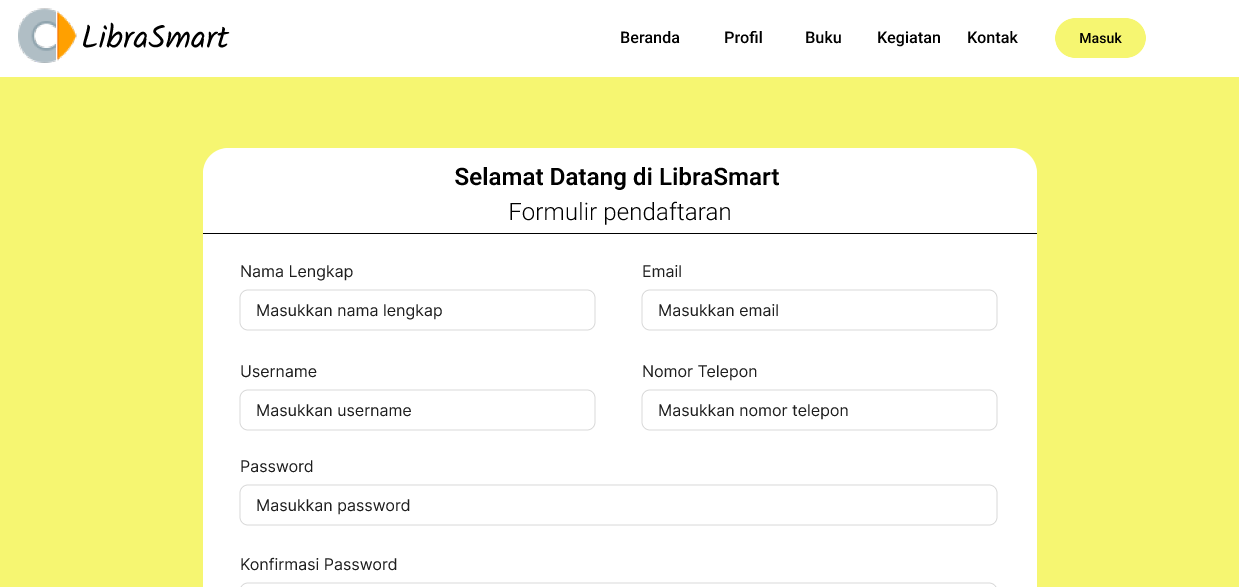 LibraSmart
Beranda Profil Buku Kegiatan Kontak Masuk
Selamat Datang di LibraSmart
Formulir pendaftaran
Nama Lengkap Email
Masukkan nama lengkap Masukkan email
Username Nomor Telepon
Masukkan username Masukkan nomor telepon
Password
Masukkan password
Konfirmasi Password